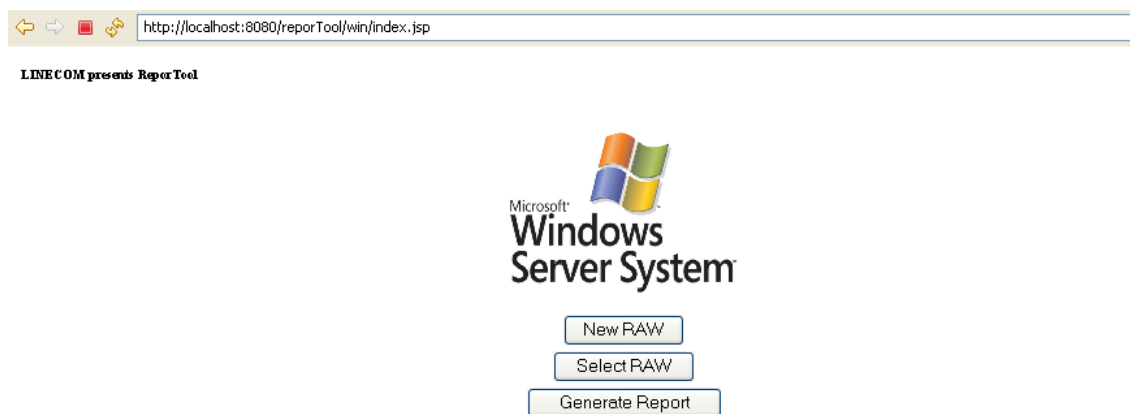 http://localhost:8080/reporTool/win/index.jsp
LINECOM presents ReporTool
Microsoft
Windows
Server System
New RAW
Select RAW
Generate Report